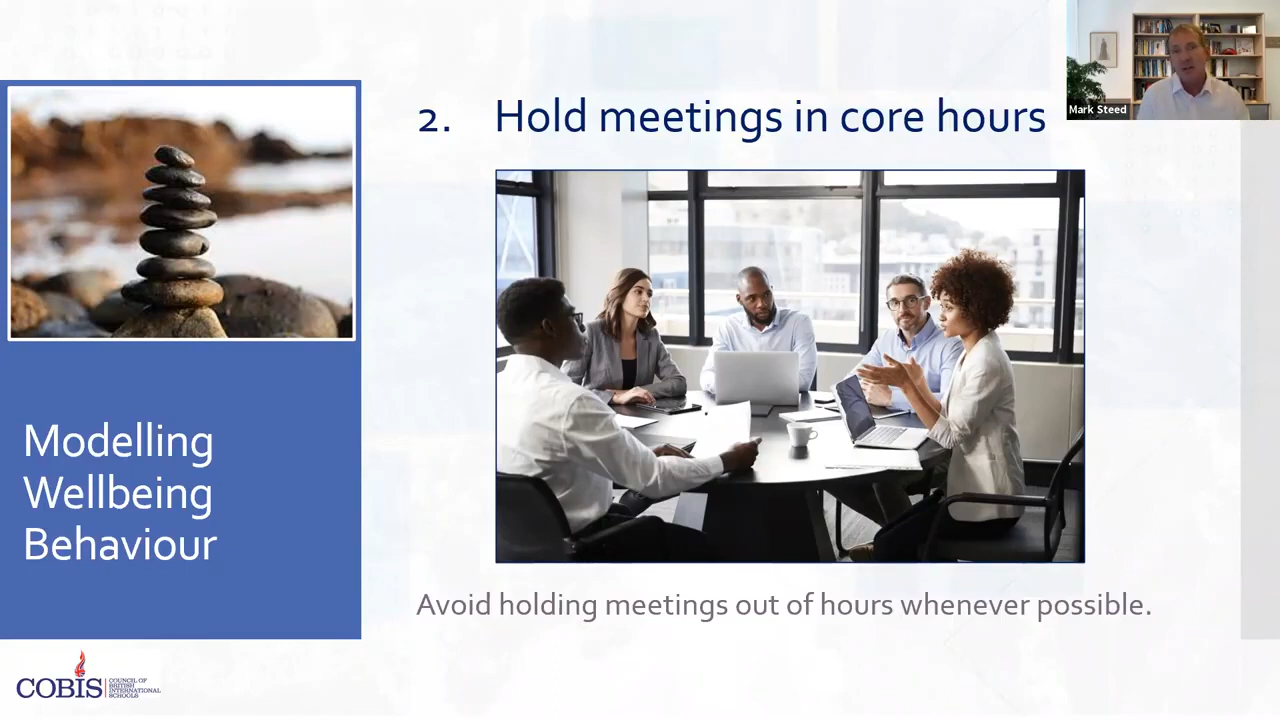 2. Hold meetings in core hours
Mark Steed
Modelling
Wellbeing
Behaviour
Avoid holding meetings out of hours whenever possible.
COBIS
COUNCIL OF
BRITISH
INTERNATIONAL
SCHOOLS